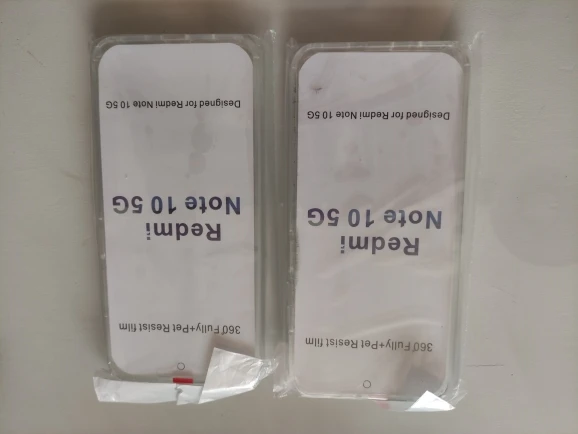 360°Fully+Pet Resist film
Redmi
Note 10 5G
Designed for Redmi Note 10 5G
360°Fully+Pet Resist film
Redmi
Note 10 5G
Designed for Redmi Note 10 5G